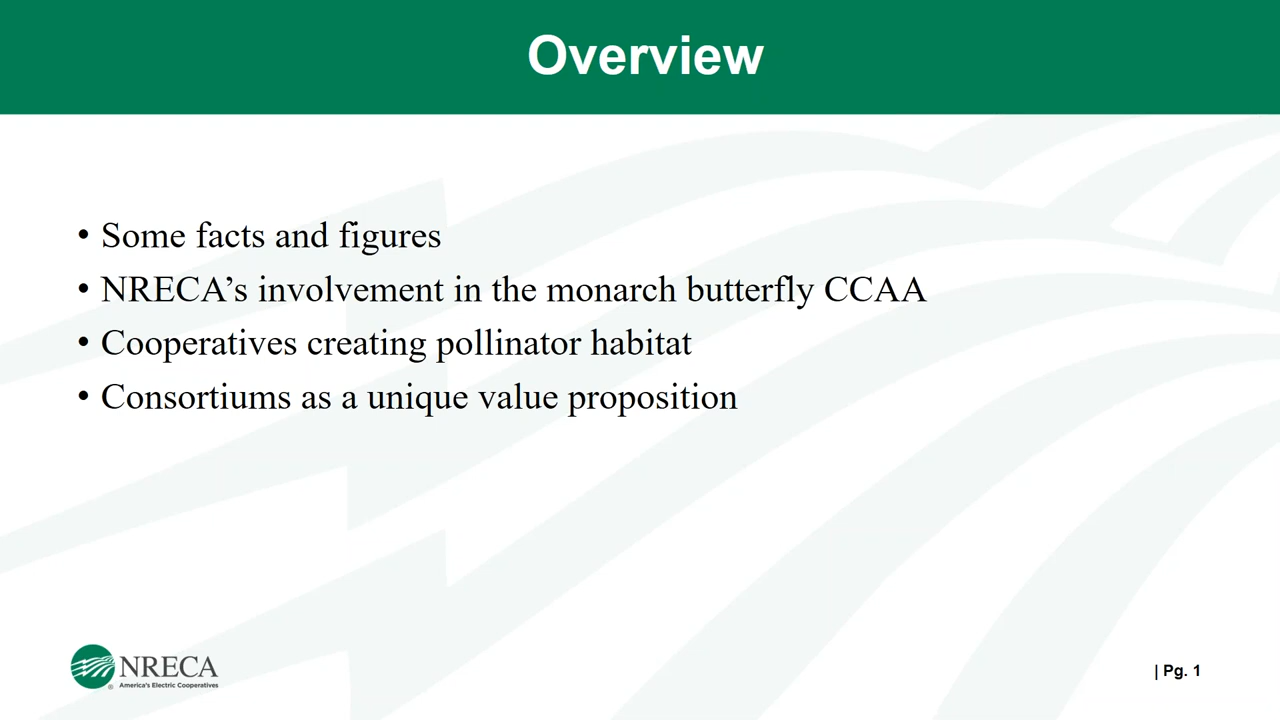 Overview
• Some facts and figures
• NRECA’s involvement in the monarch butterfly CCAA
• Cooperatives creating pollinator habitat
• Consortiums as a unique value proposition
NRECA
® America's Electric Cooperatives
| Pg. 1